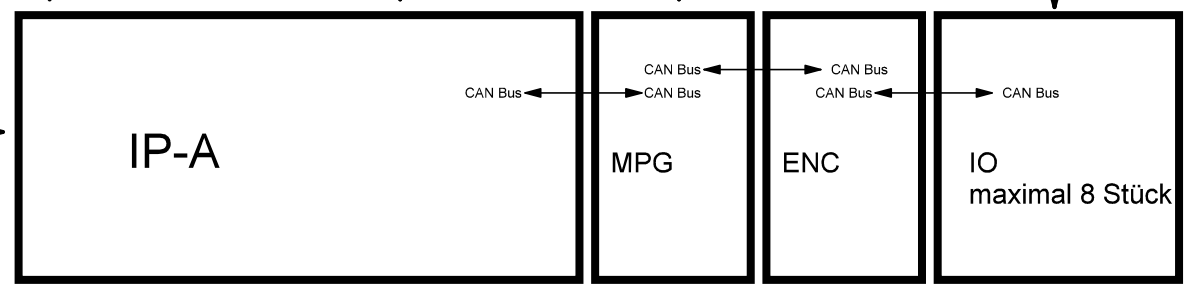 CAN Bus
CAN Bus
CAN Bus
CAN Bus
CAN Bus
CAN Bus
IP-A
MPG
ENC
IO
maximal 8 Stück